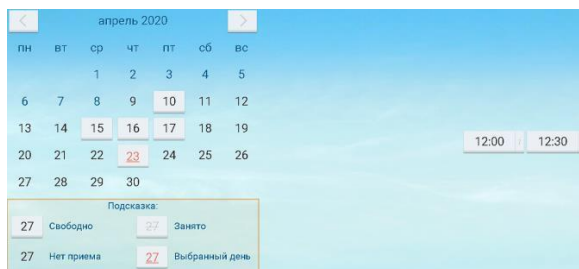 < апрель 2020 >
пн вт ср чт пт сб вс
1 2 3 4 5
6 7 8 9 10 11 12
13 14 15 16 17 18 19
20 21 22 23 24 25 26
27 28 29 30
12:00 / 12:30
Подсказка:
27 Свободно 27 Занято
27 Нет приема 27 Выбранный день